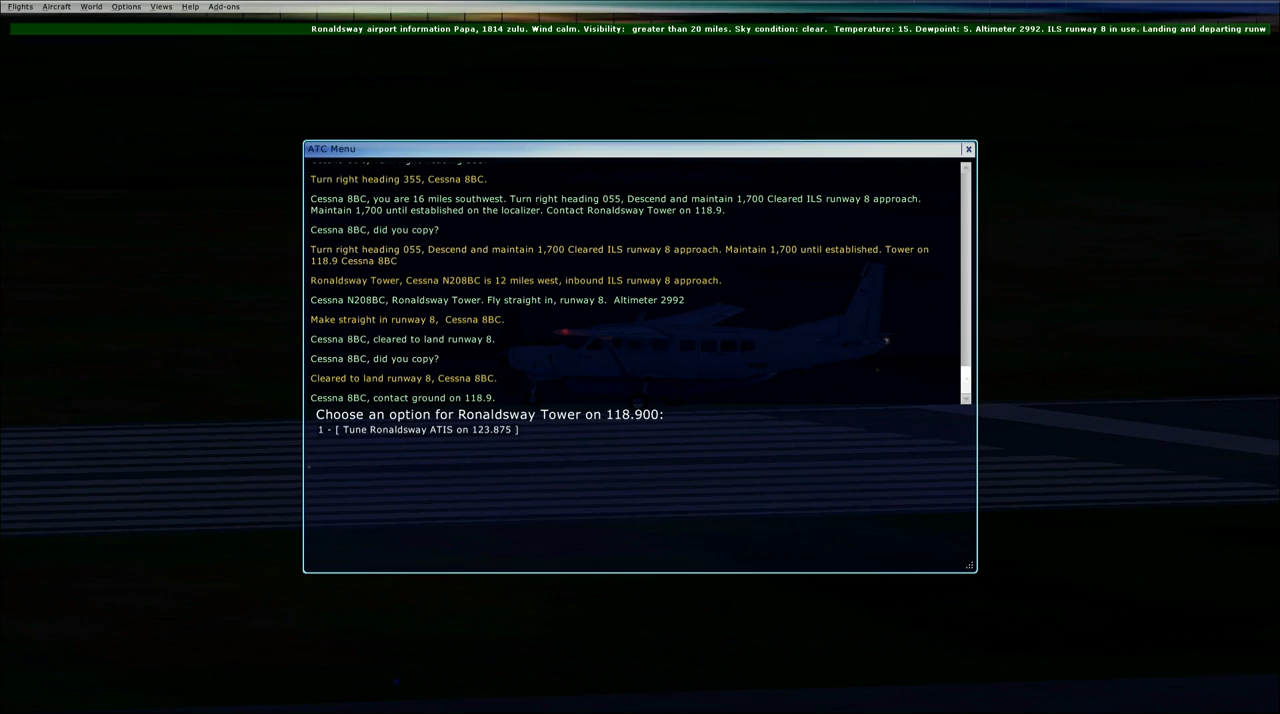 Flights Aircraft World Options Views Help Add-ons
Ronaldsway airport information Papa, 1814 zulu. Wind calm. Visibility: greater than 20 miles. Sky condition: clear. Temperature: 15. Dewpoint: 5. Altimeter 2992. ILS runway 8 in use. Landing and departing runw
ATC Menu x
Turn right heading 355, Cessna 8BC.
Cessna 8BC, you are 16 miles southwest. Turn right heading 055, Descend and maintain 1,700 Cleared ILS runway 8 approach.
Maintain 1,700 until established on the localizer. Contact Ronaldsway Tower on 118.9.
Cessna 8BC, did you copy?
Turn right heading 055, Descend and maintain 1,700 Cleared ILS runway 8 approach. Maintain 1,700 until established. Tower on
118.9 Cessna 8BC
Ronaldsway Tower, Cessna N208BC is 12 miles west, inbound ILS runway 8 approach.
Cessna N208BC, Ronaldsway Tower. Fly straight in, runway 8. Altimeter 2992
Make straight in runway 8, Cessna 8BC.
Cessna 8BC, cleared to land runway 8.
Cessna 8BC, did you copy?
Cleared to land runway 8, Cessna 8BC.
Cessna 8BC, contact ground on 118.9.
Choose an option for Ronaldsway Tower on 118.900:
1 - [ Tune Ronaldsway ATIS on 123.875 ]